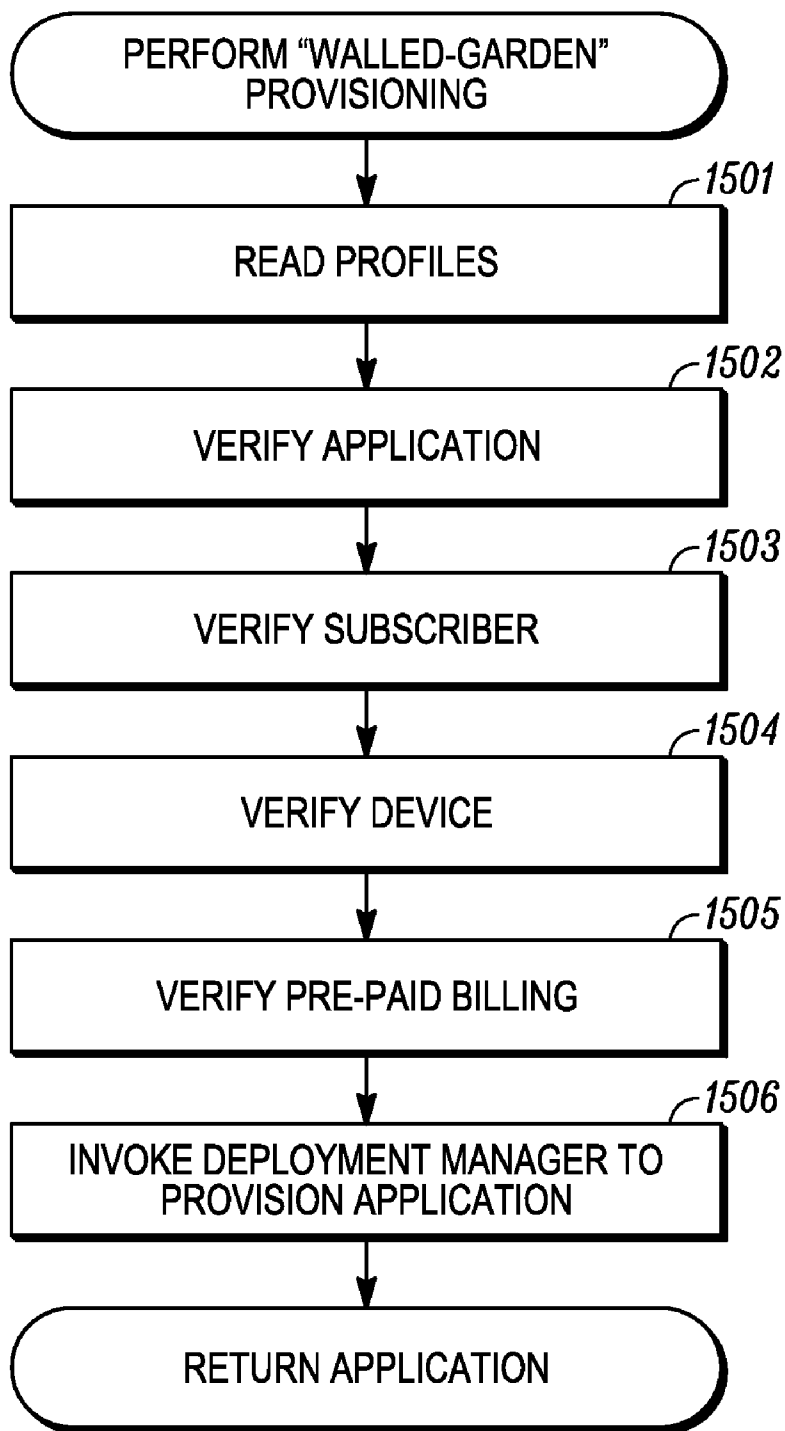 PERFORM “WALLED-GARDEN”
PROVISIONING
1501
READ PROFILES
1502
VERIFY APPLICATION
1503
VERIFY SUBSCRIBER
1504
VERIFY DEVICE
1505
VERIFY PRE-PAID BILLING
1506
INVOKE DEPLOYMENT MANAGER TO
PROVISION APPLICATION
RETURN APPLICATION